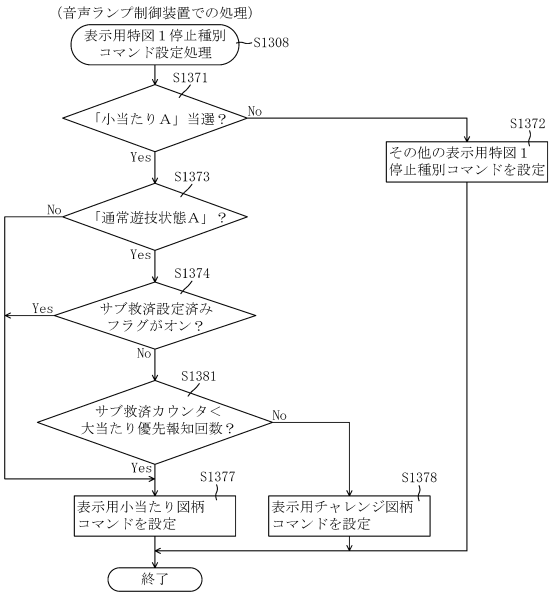 （音声ランプ制御装置での処理）
表示用特図１停止種別
コマンド設定処理
S1308
S1371
「小当たりＡ」当選？
No
Yes
S1372
その他の表示用特図１
停止種別コマンドを設定
S1373
「通常遊技状態Ａ」？
No
Yes
S1374
サブ救済設定済み
フラグがオン？
Yes
No
S1381
サブ救済カウンタ＜
大当たり優先報知回数？
No
Yes
S1377
表示用小当たり図柄
コマンドを設定
S1378
表示用チャレンジ図柄
コマンドを設定
終了